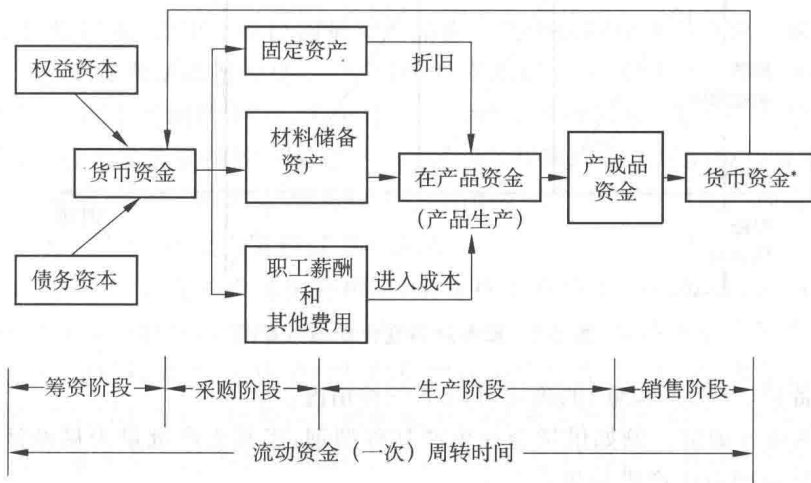 权益资本
债务资本
货币资金
固定资产
材料储备
资产
职工薪酬
和
其他费用
折旧
进入成本
在产品资金
（产品生产）
产成品
资金
货币资金*
筹资阶段
采购阶段
生产阶段
销售阶段
流动资金（一次）周转时间